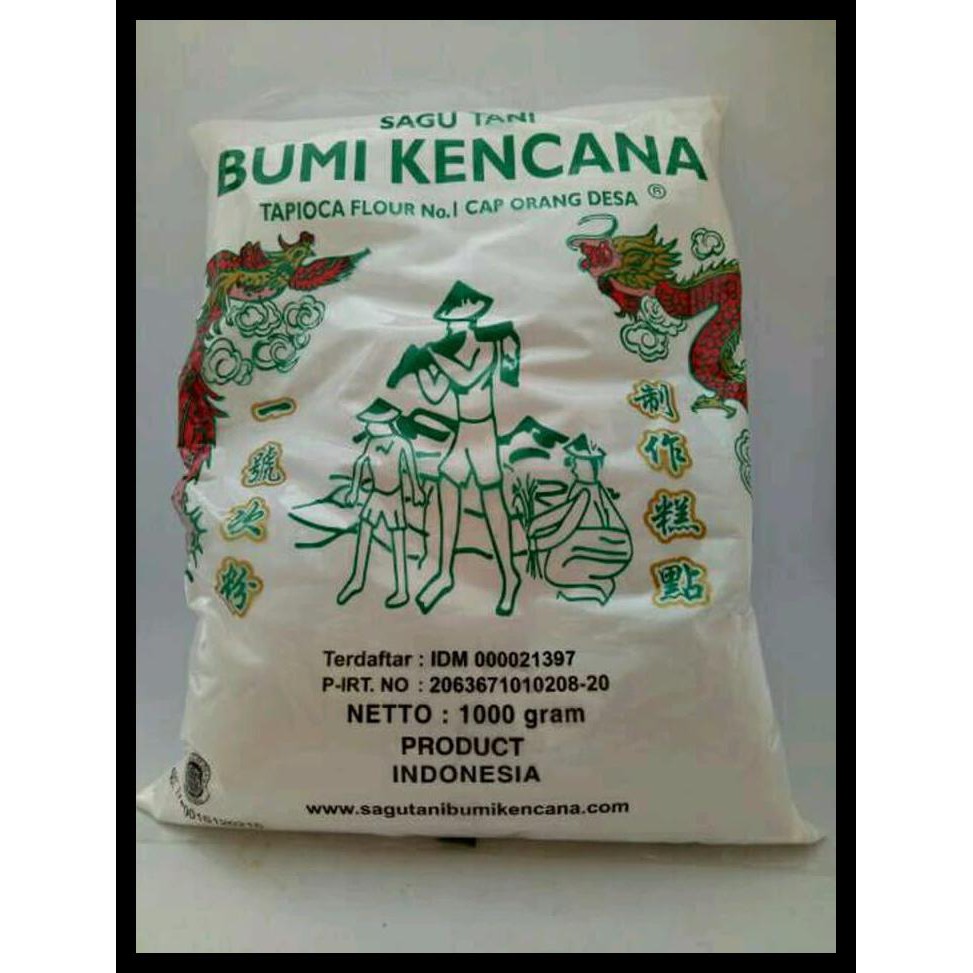 SAGU TANI
BUMI KENCANA
TAPIOCA FLOUR No.1 CAP ORANG DESA ®
一號次粉
制作糕點
Terdaftar : IDM 000021397
P-IRT. NO : 2063671010208-20
NETTO : 1000 gram
PRODUCT
INDONESIA
www.sagutanibumikencana.com